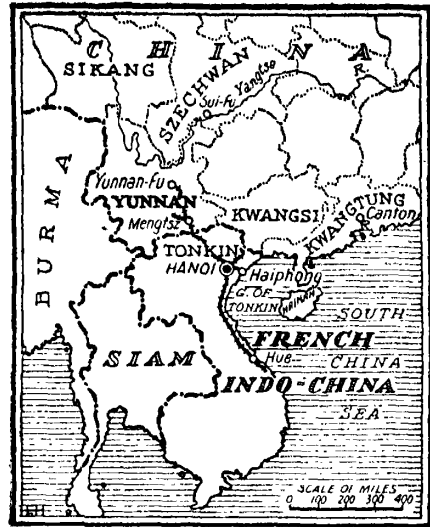 CHINA
SIKANG
SZECHWAN
Sui-fu
Yangtse
R.
Yunnan-Fu
YUNNAN
Mengtsz
KWANGSI
KWANGTUNG
Canton
BURMA
TONKIN
HANOI
Haiphong
G. OF
TONKIN
HAINAN
SOUTH
CHINA
SEA
FRENCH
INDO-CHINA
HUE
SIAM
SCALE OF MILES
0 100 200 300 400